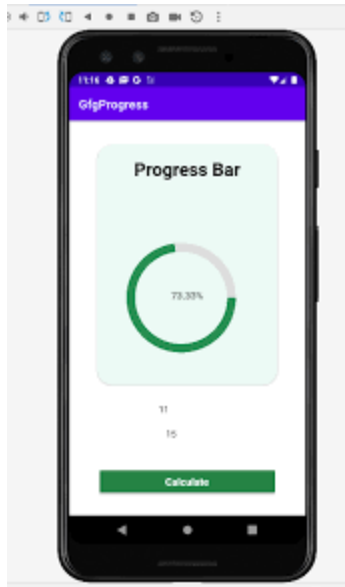 11:16 G
GfgProgress
Progress Bar
73.33%
11
15
Calculate